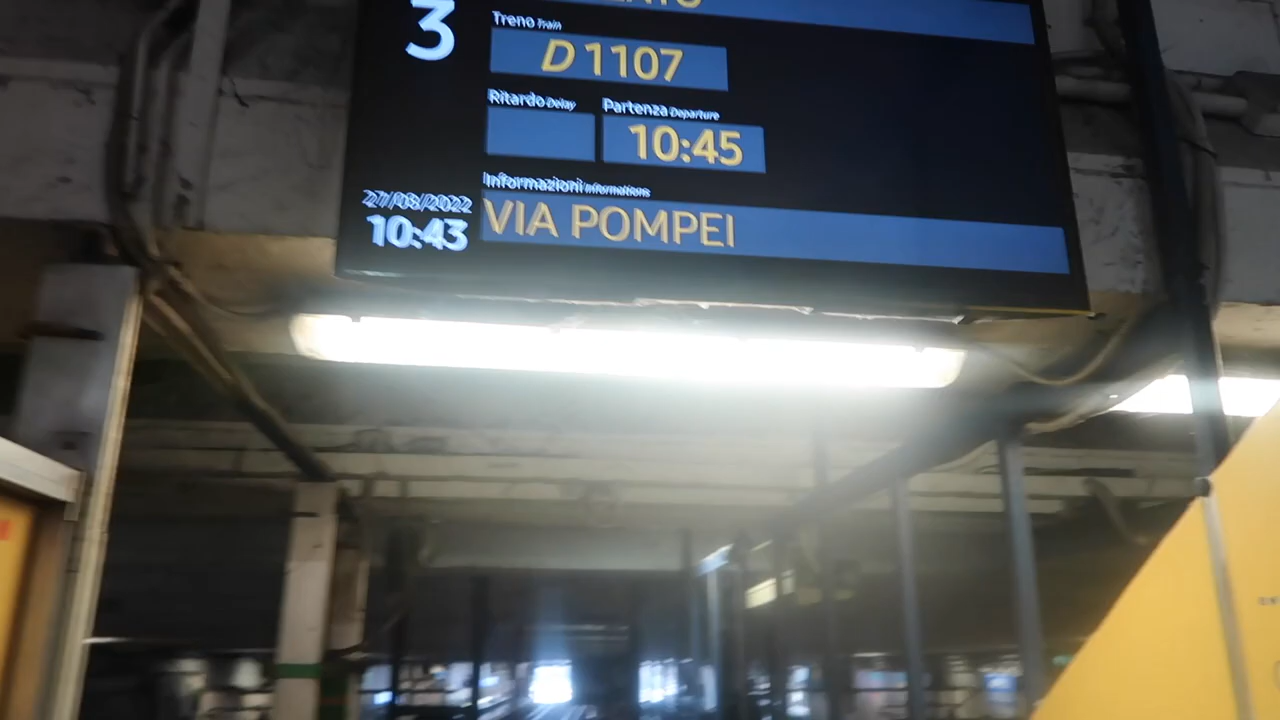 3
Treno Train
D 1107
Ritardo Delay
Partenza Departure
10:45
Informazioni Informations
VIA POMPEI
27/08/2022
10:43